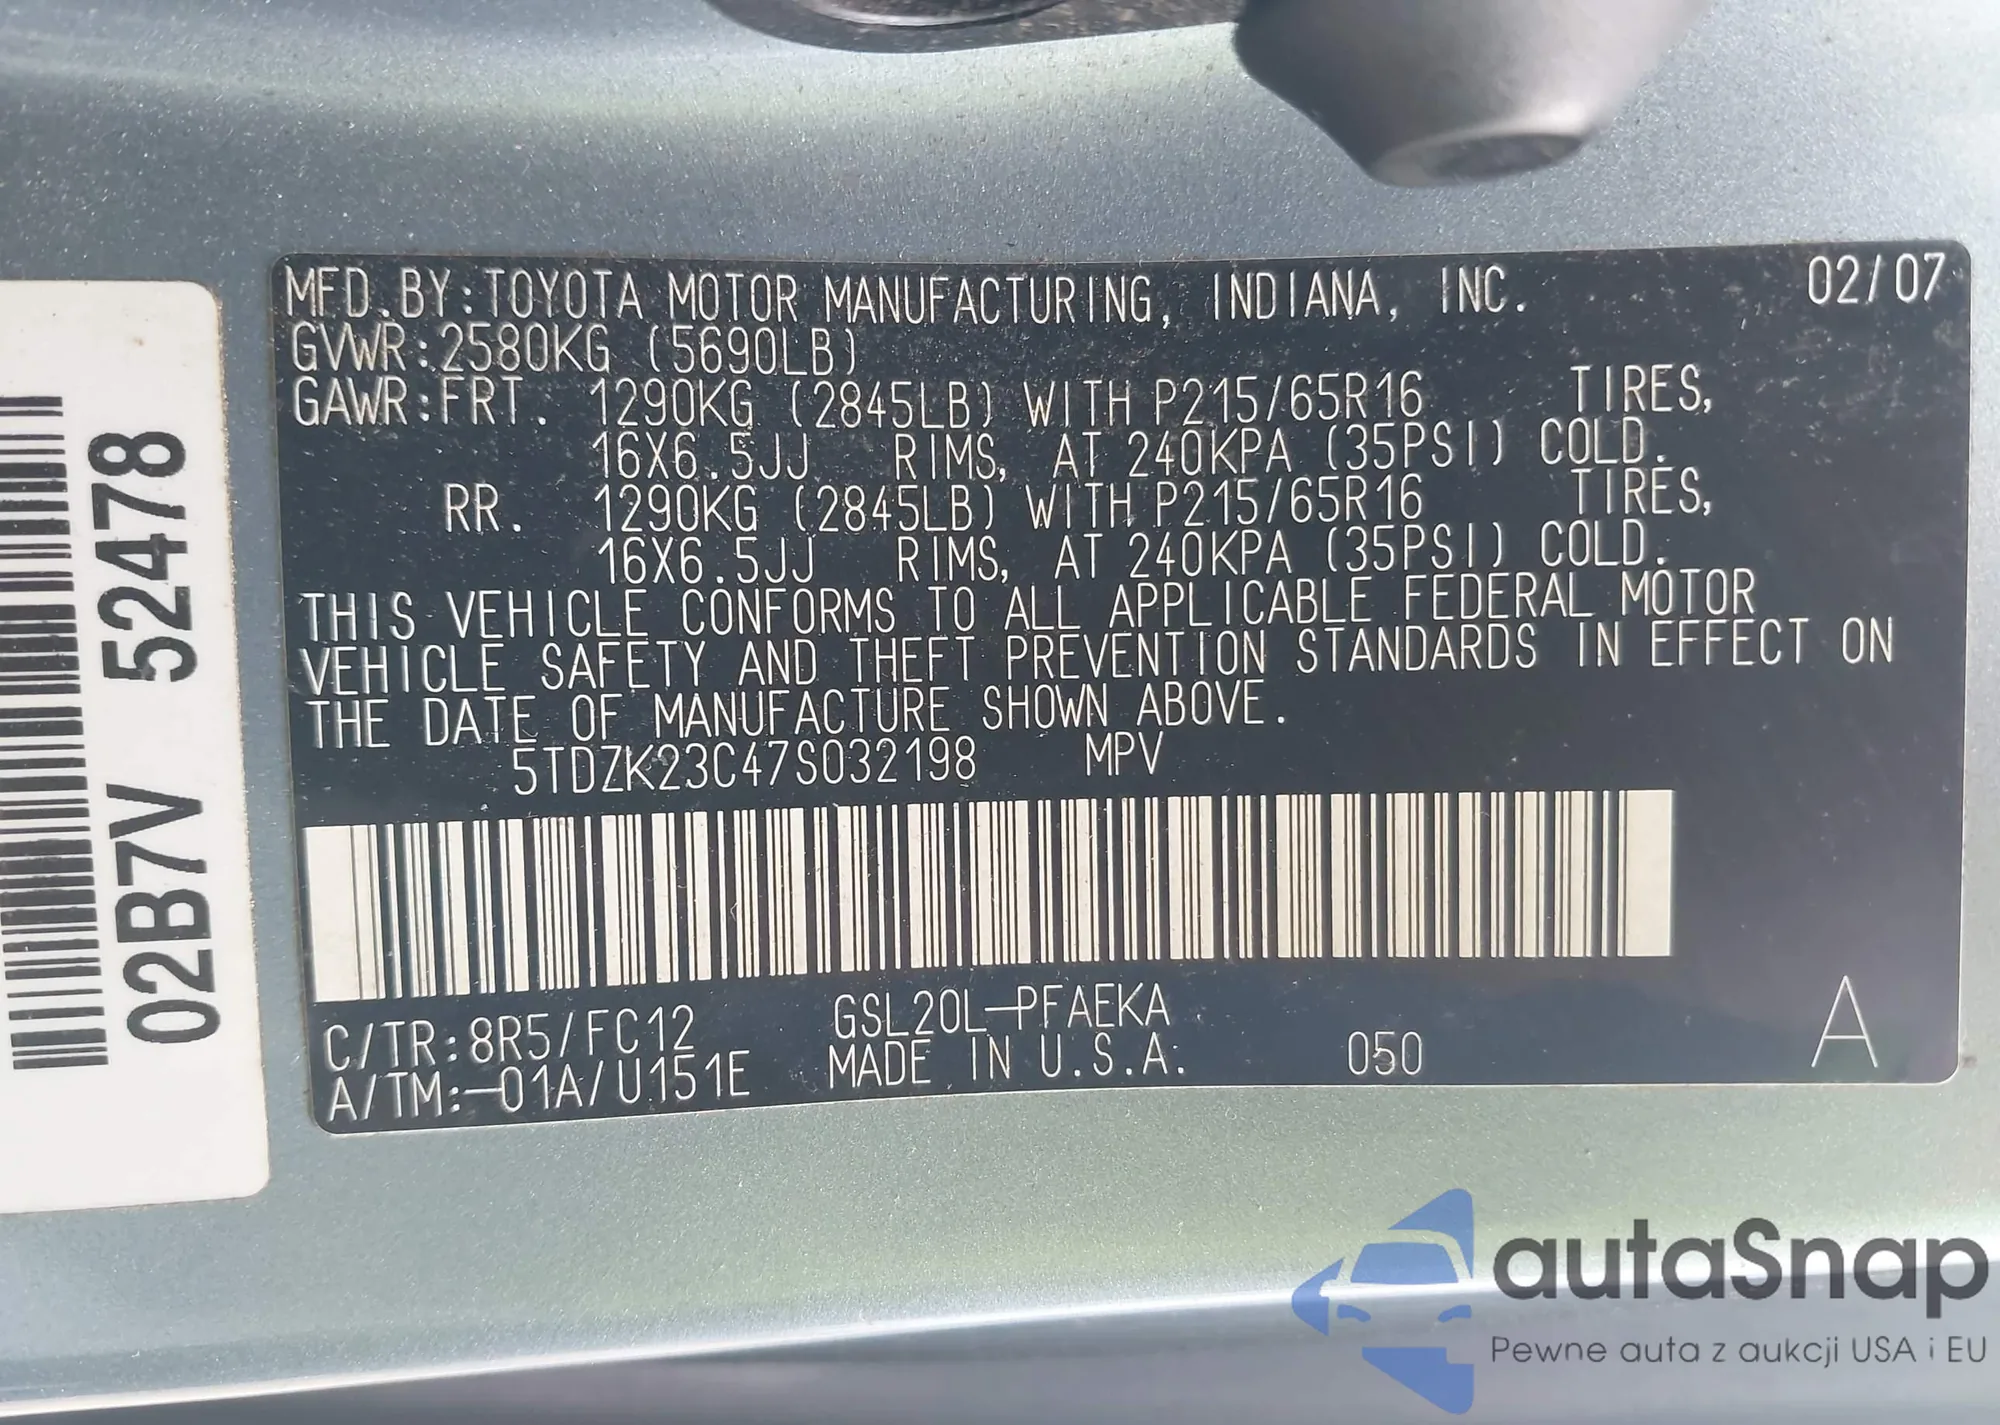 MFD.BY:TOYOTA MOTOR MANUFACTURING, INDIANA, INC. 02/07
GVWR:2580KG (5690LB)
GAWR:FRT. 1290KG (2845LB) WITH P215/65R16 TIRES,
16X6.5JJ RIMS, AT 240KPA (35PSI) COLD.
RR. 1290KG (2845LB) WITH P215/65R16 TIRES,
16X6.5JJ RIMS, AT 240KPA (35PSI) COLD.
THIS VEHICLE CONFORMS TO ALL APPLICABLE FEDERAL MOTOR
VEHICLE SAFETY AND THEFT PREVENTION STANDARDS IN EFFECT ON
THE DATE OF MANUFACTURE SHOWN ABOVE.
5TDZK23C47S032198 MPV
C/TR:8R5/FC12 GSL20L-PFAEKA
A/TM:-01A/U151E MADE IN U.S.A. 050 A
02B7V 52478
autaSnap
Pewne auta z aukcji USA i EU